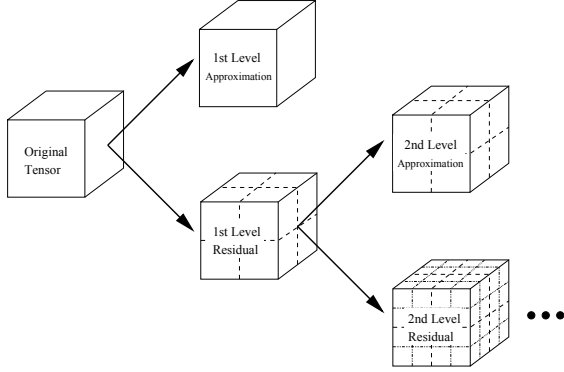 1st Level
Approximation
Original
Tensor
2nd Level
Approximation
1st Level
Residual
2nd Level
Residual